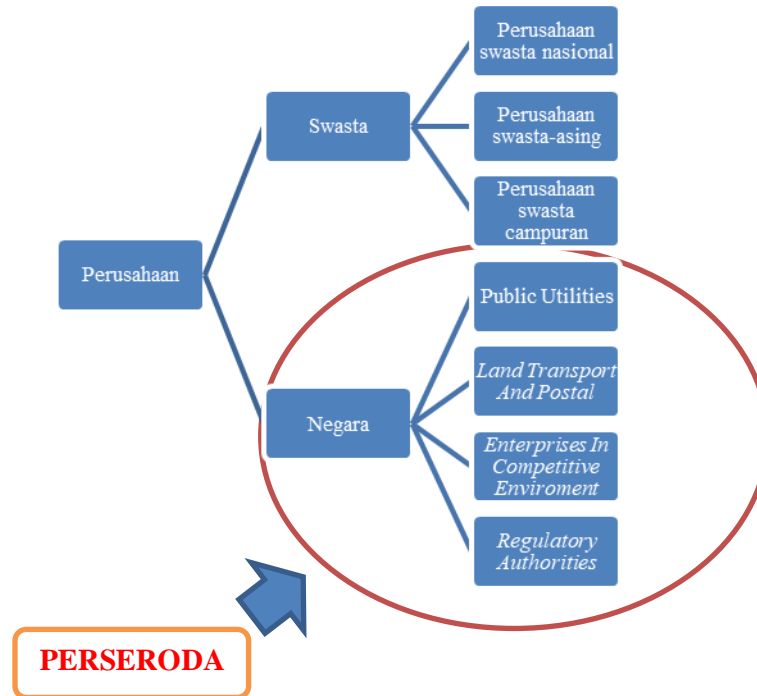 Perusahaan
Swasta
Perusahaan
swasta nasional
Perusahaan
swasta-asing
Perusahaan
swasta
campuran
Negara
Public Utilities
Land Transport
And Postal
Enterprises In
Competitive
Enviroment
Regulatory
Authorities
PERSERODA